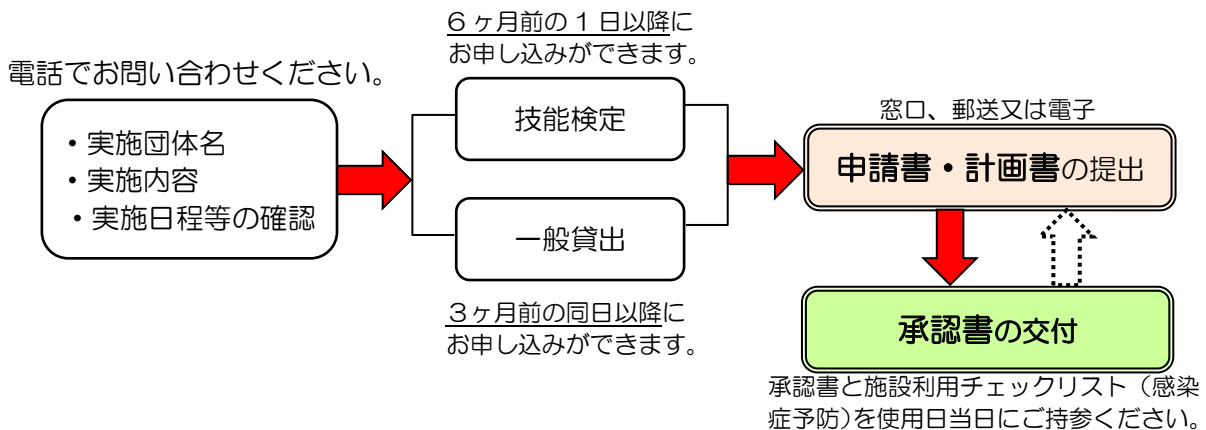 電話でお問い合わせください。
・実施団体名
・実施内容
・実施日程等の確認
6ヶ月前の1日以降に
お申し込みができます。
技能検定
一般貸出
3ヶ月前の同日以降に
お申し込みができます。
窓口、郵送又は電子
申請書・計画書の提出
承認書の交付
承認書と施設利用チェックリスト（感染
症予防）を使用日当日にご持参ください。